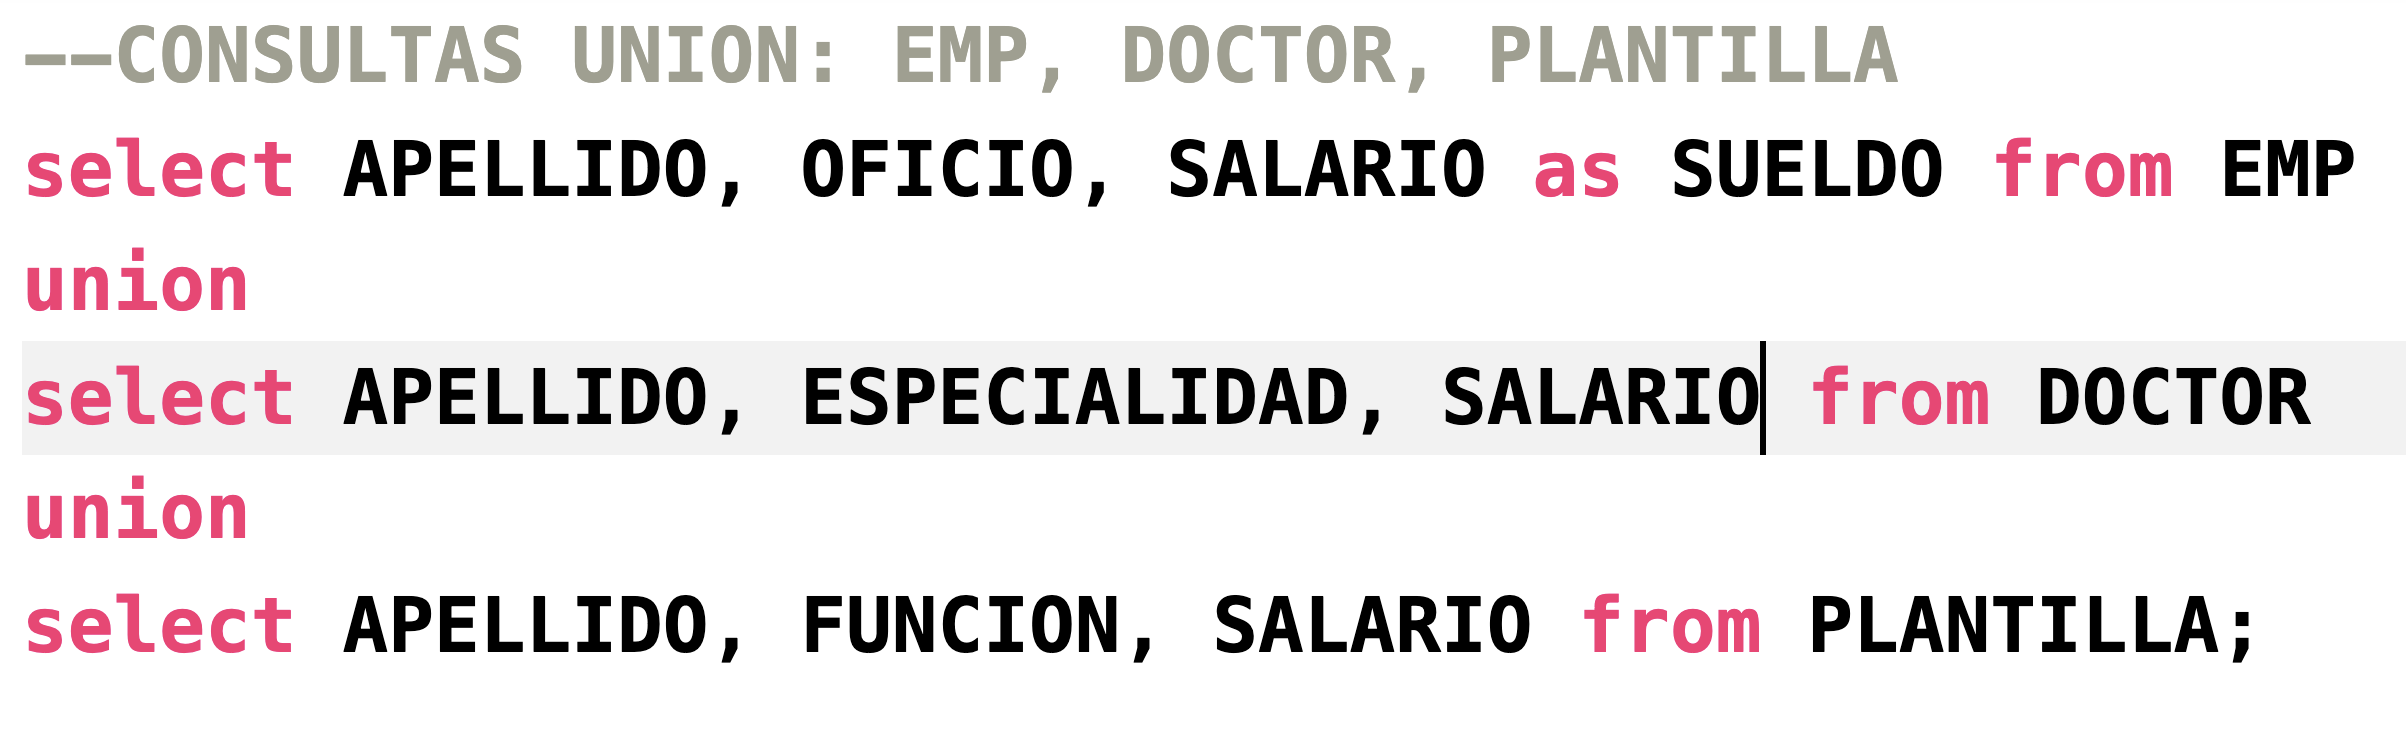 --CONSULTAS UNION: EMP, DOCTOR, PLANTILLA
select APELLIDO, OFICIO, SALARIO as SUELDO from EMP
union
select APELLIDO, ESPECIALIDAD, SALARIO from DOCTOR
union
select APELLIDO, FUNCION, SALARIO from PLANTILLA;